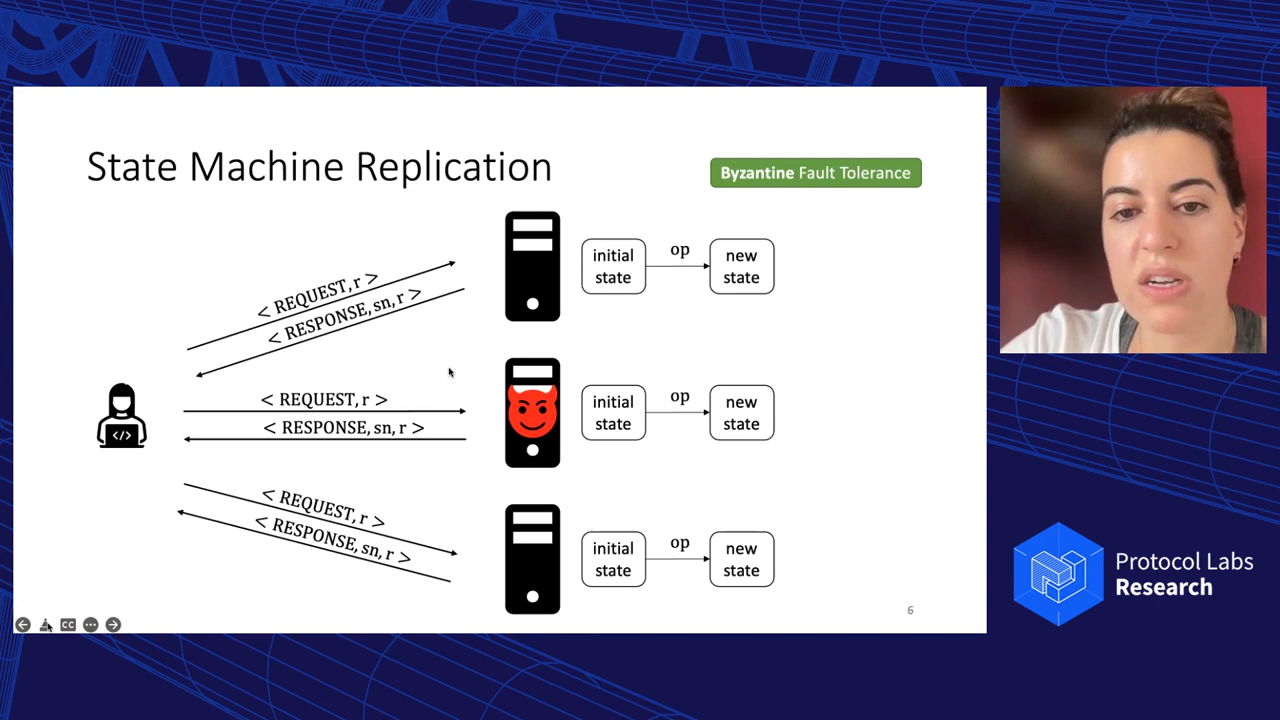 State Machine Replication
Byzantine Fault Tolerance
< REQUEST, r >
< RESPONSE, sn, r >
initial
state
op
new
state
< REQUEST, r >
< RESPONSE, sn, r >
</>
initial
state
op
new
state
< REQUEST, r >
< RESPONSE, sn, r >
initial
state
op
new
state
6
CC
Protocol Labs
Research